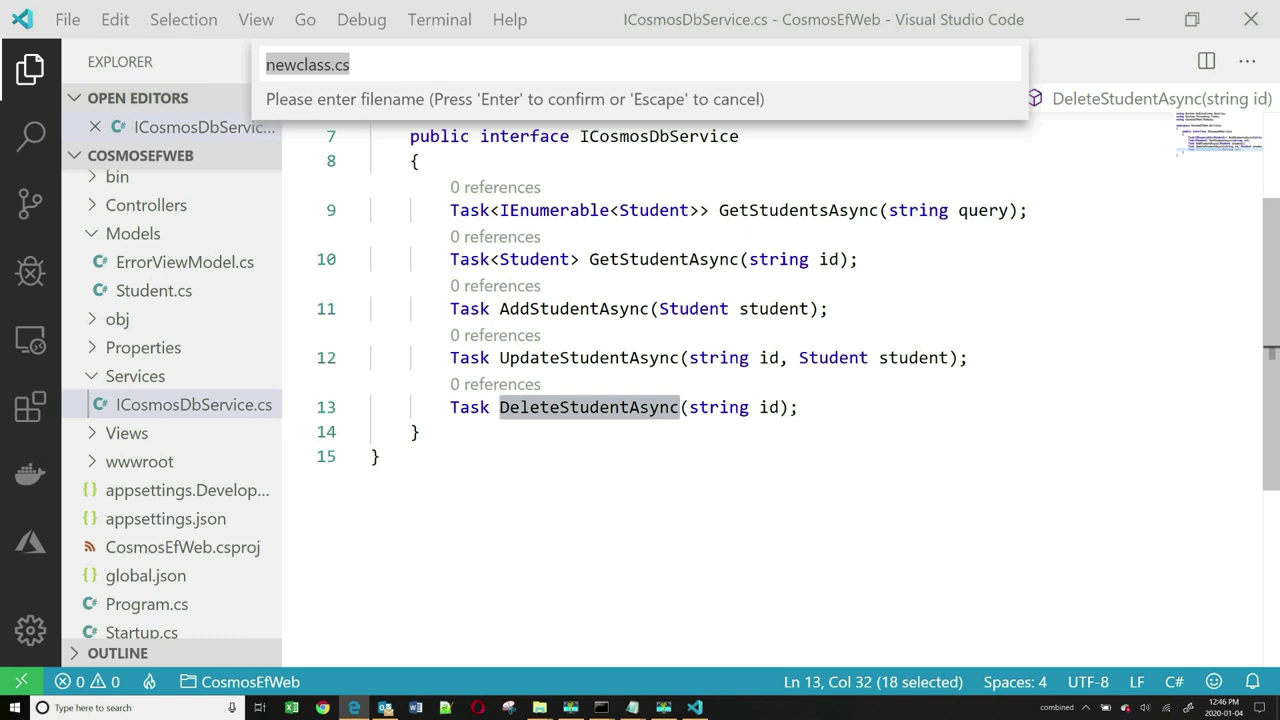 File Edit Selection View Go Debug Terminal Help ICosmosDbService.cs - CosmosEfWeb - Visual Studio Code
newclass.cs
Please enter filename (Press 'Enter' to confirm or 'Escape' to cancel)
EXPLORER
OPEN EDITORS
ICosmosDbServic...
COSMOSEFWEB
bin
Controllers
Models
ErrorViewModel.cs
Student.cs
obj
Properties
Services
ICosmosDbService.cs
Views
wwwroot
appsettings.Develop...
appsettings.json
CosmosEfWeb.csproj
global.json
Program.cs
Startup.cs
OUTLINE
DeleteStudentAsync(string id)
7 public interface ICosmosDbService
8 {
0 references
9 Task<IEnumerable<Student>> GetStudentsAsync(string query);
0 references
10 Task<Student> GetStudentAsync(string id);
0 references
11 Task AddStudentAsync(Student student);
0 references
12 Task UpdateStudentAsync(string id, Student student);
0 references
13 Task DeleteStudentAsync(string id);
14 }
15 }
0 0 CosmosEfWeb Ln 13, Col 32 (18 selected) Spaces: 4 UTF-8 LF C#
Type here to search
combined
12:46 PM
2020-01-04